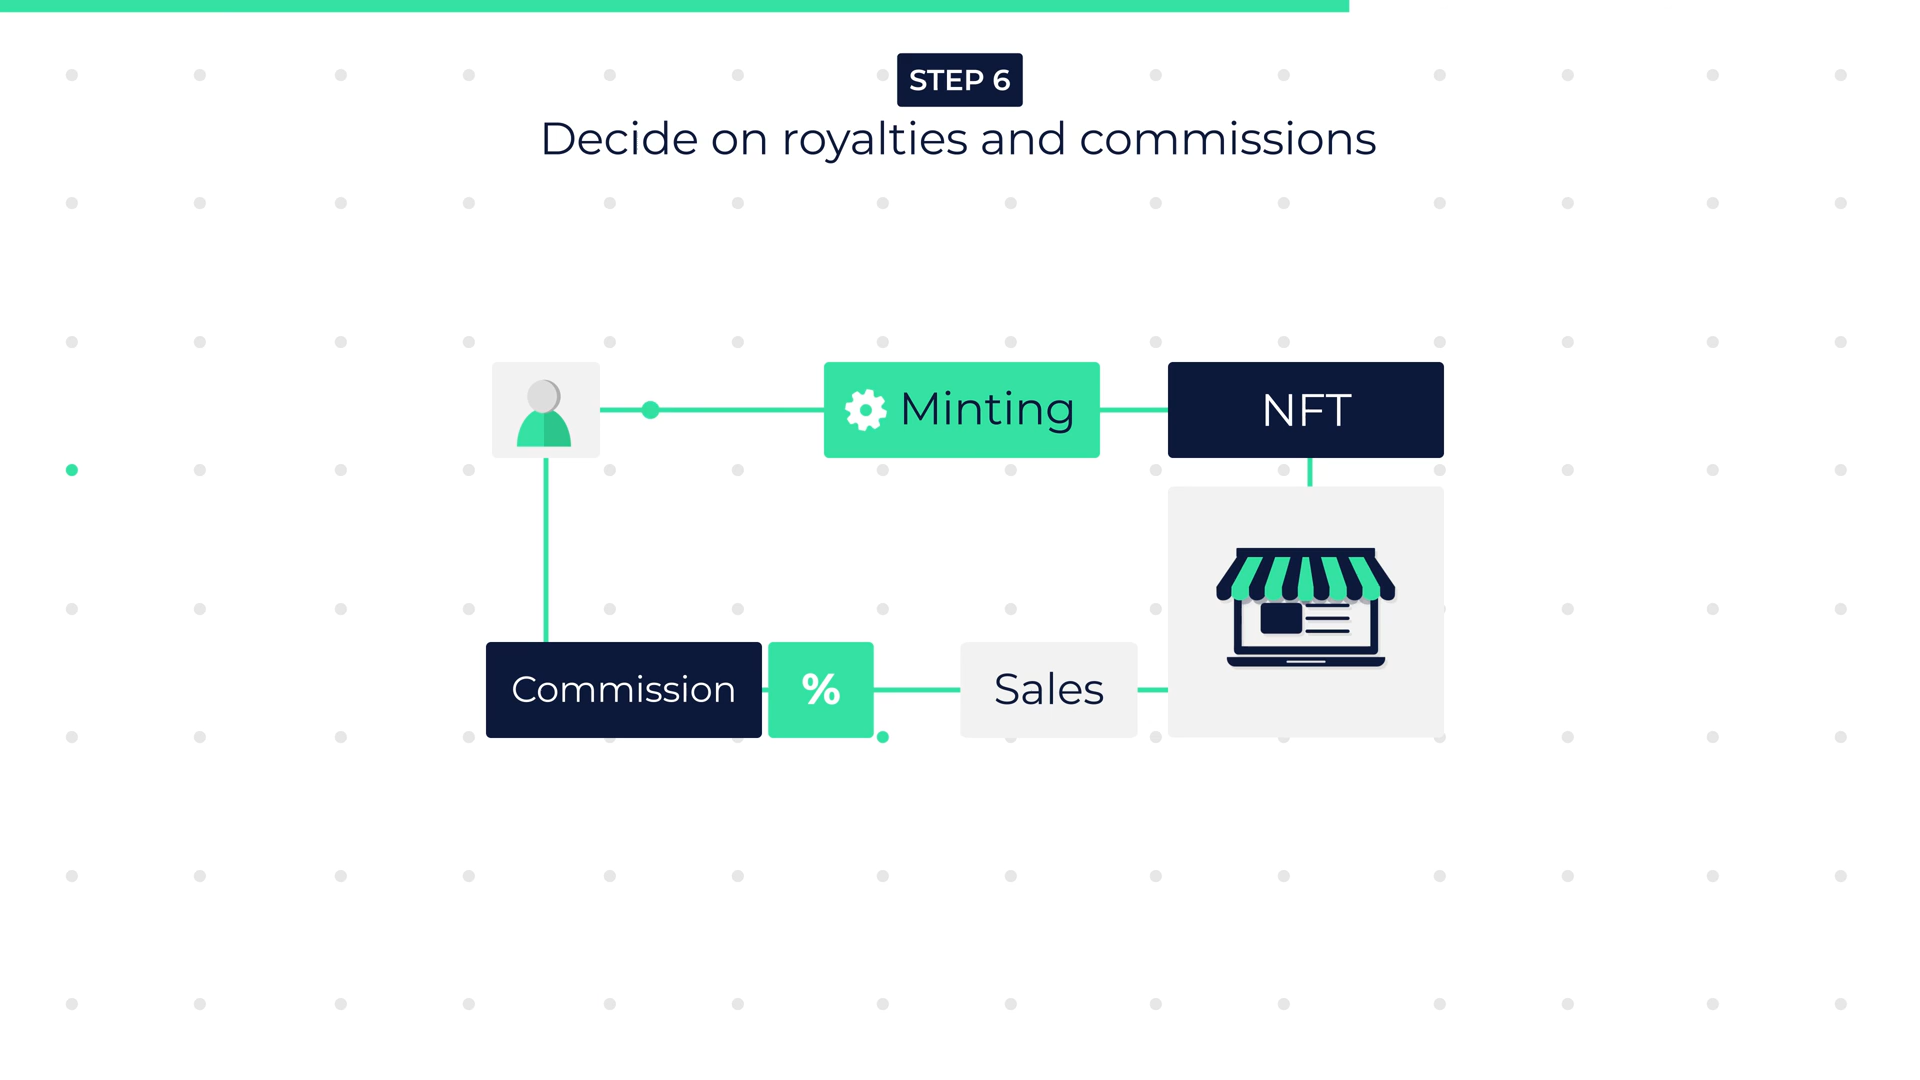 STEP 6
Decide on royalties and commissions
Minting
NFT
Commission
%
Sales